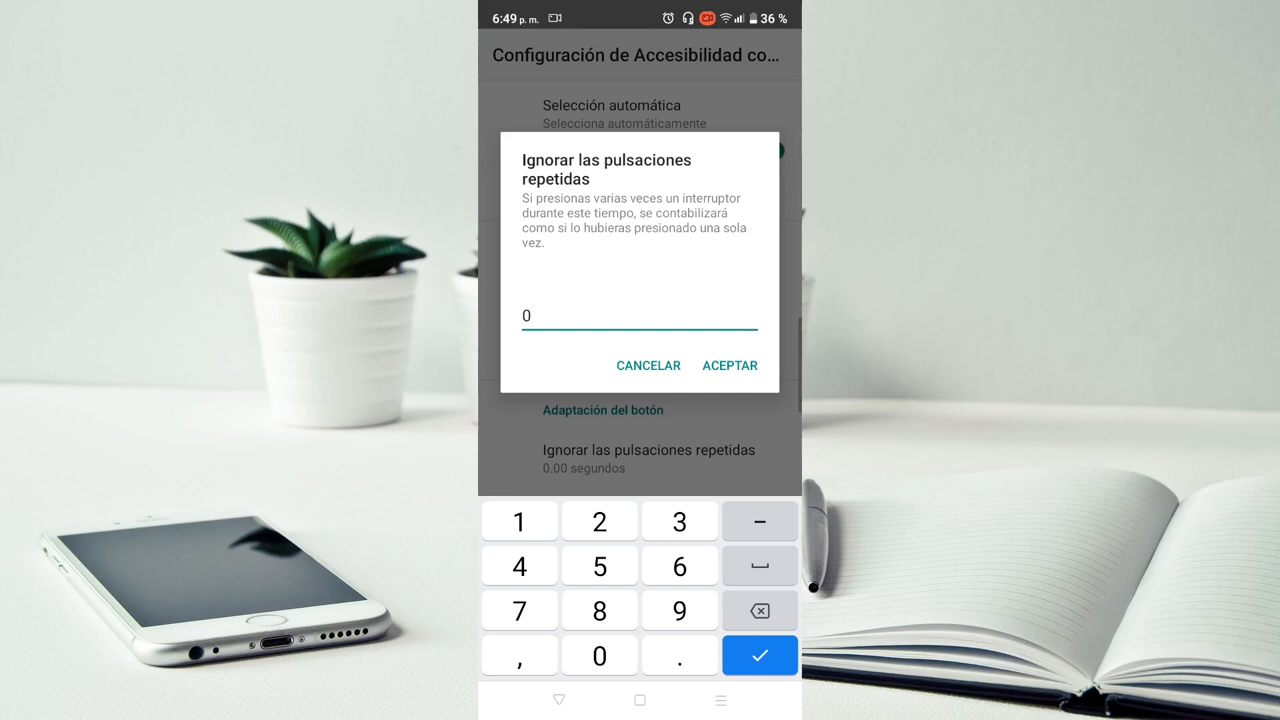 6:49 p. m.
36 %
Configuración de Accesibilidad co...
Selección automática
Selecciona automáticamente
Ignorar las pulsaciones
repetidas
Si presionas varias veces un interruptor
durante este tiempo, se contabilizará
como si lo hubieras presionado una sola
vez.
0
CANCELAR ACEPTAR
Adaptación del botón
Ignorar las pulsaciones repetidas
0.00 segundos
1 2 3 -
4 5 6
7 8 9
, 0 .